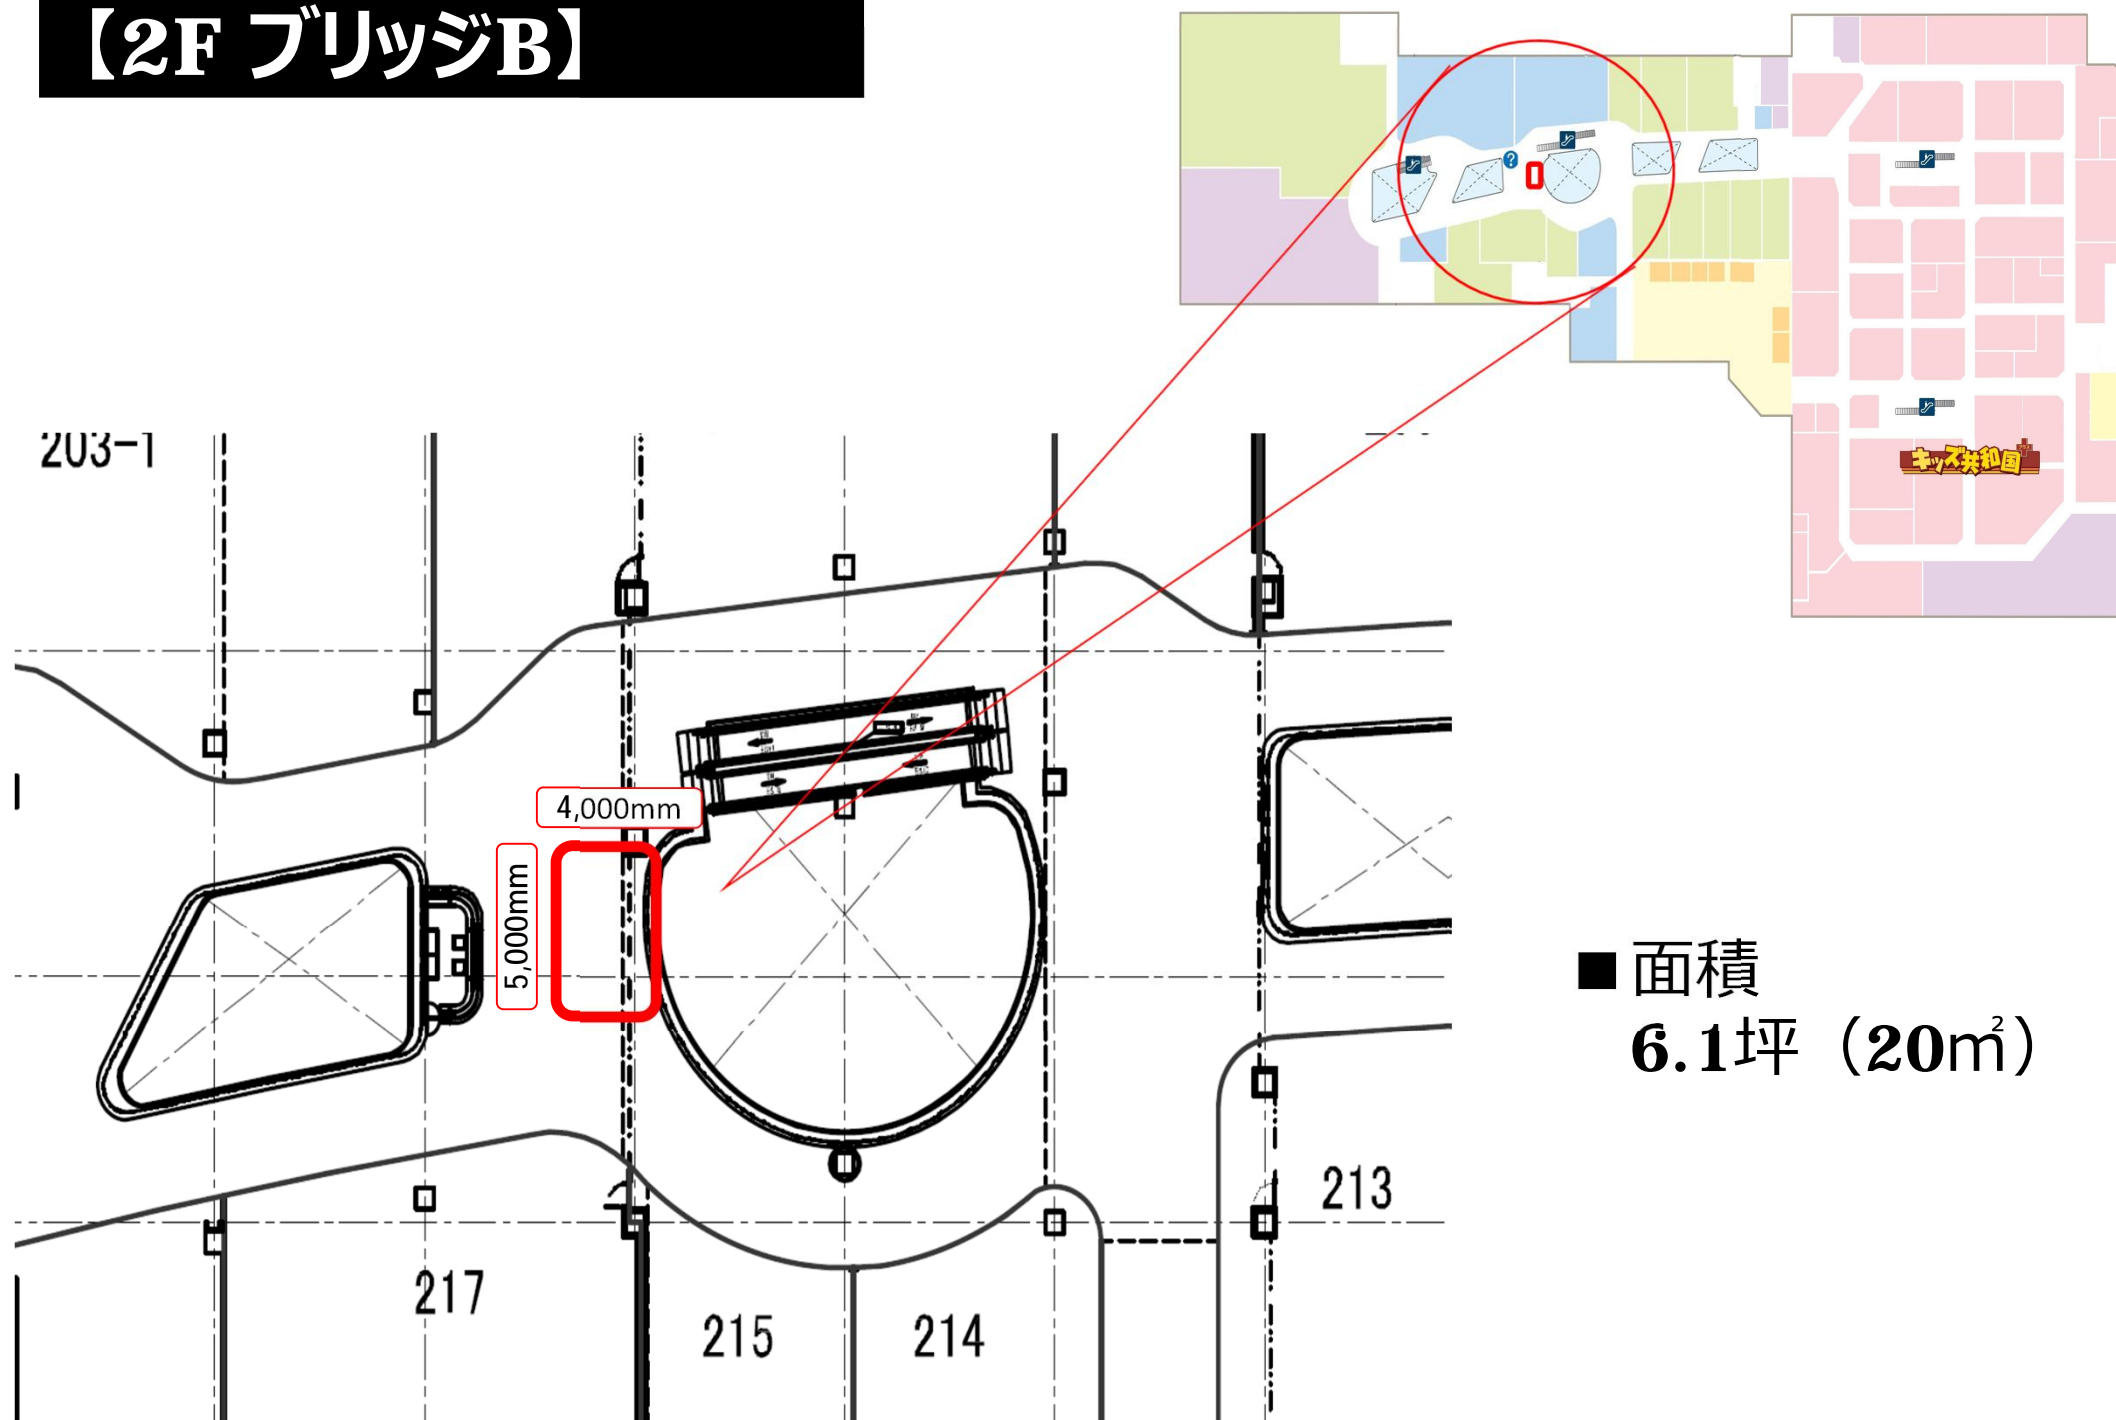 【2F ブリッジB】
?
キッズ共和国
203-1
4,000mm
5,000mm
■ 面積
6.1坪（20㎡）
213
217
215
214